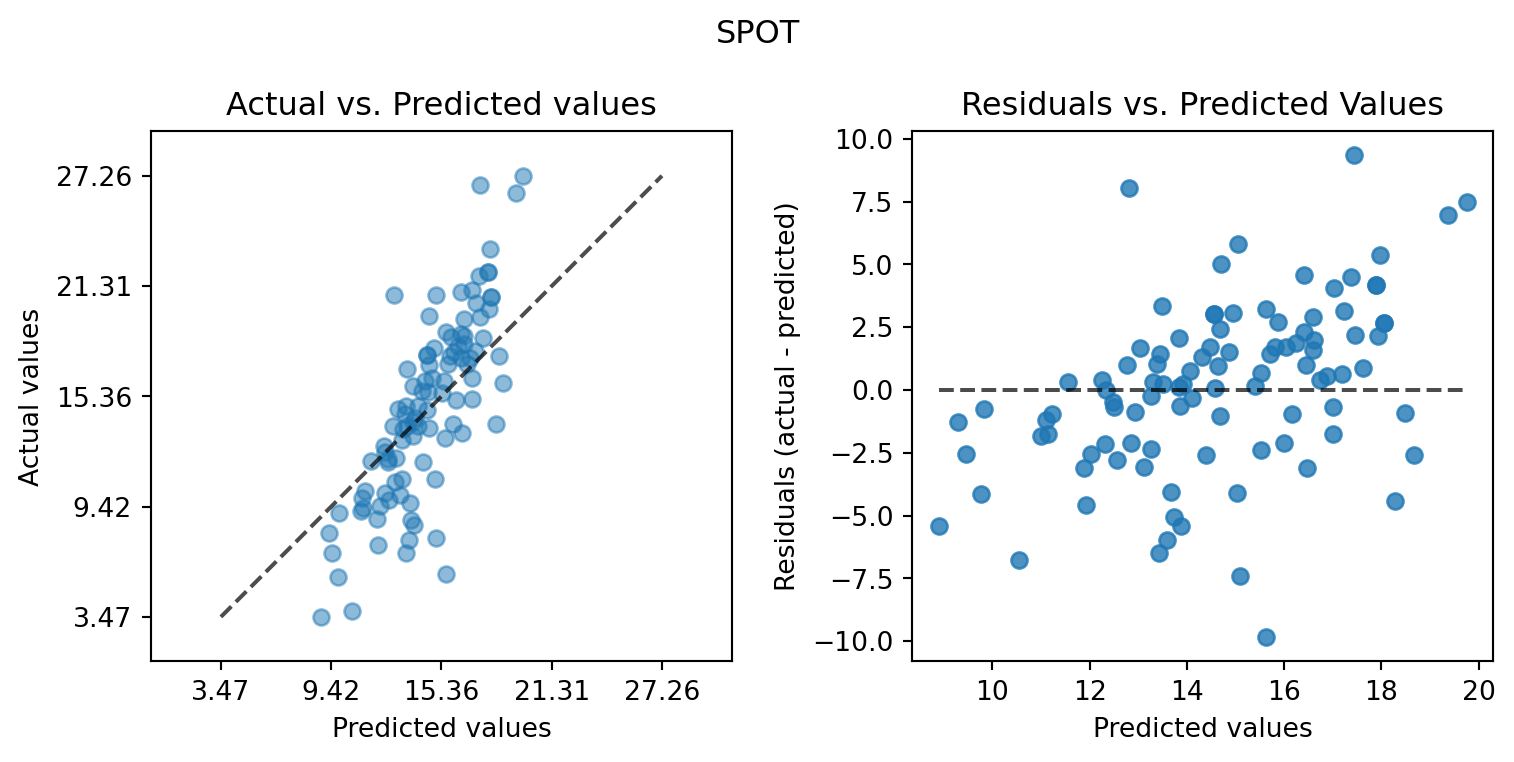 SPOT
Actual vs. Predicted values
Actual values
27.26
21.31
15.36
9.42
3.47
3.47 9.42 15.36 21.31 27.26
Predicted values
Residuals vs. Predicted Values
Residuals (actual - predicted)
10.0
7.5
5.0
2.5
0.0
−2.5
−5.0
−7.5
−10.0
10 12 14 16 18 20
Predicted values